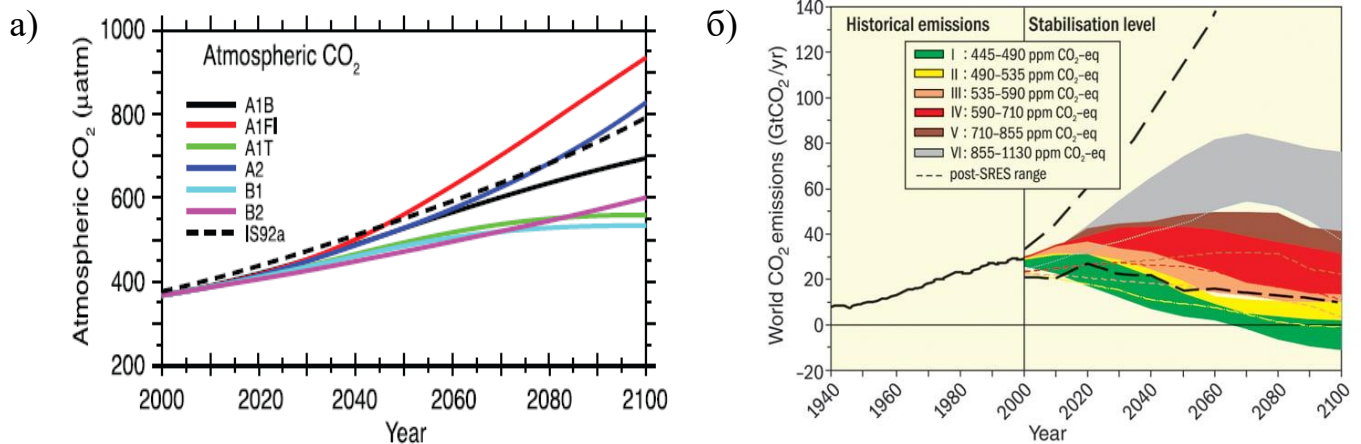 а)
1000
800
600
400
200
Atmospheric CO2 (µatm)
Atmospheric CO2
A1B
A1FI
A1T
A2
B1
B2
IS92a
2000 2020 2040 2060 2080 2100
Year
б)
140
120
100
80
60
40
20
0
−20
World CO2 emissions (GtCO2/yr)
Historical emissions
Stabilisation level
I : 445–490 ppm CO2–eq
II : 490–535 ppm CO2–eq
III : 535–590 ppm CO2–eq
IV : 590–710 ppm CO2–eq
V : 710–855 ppm CO2–eq
VI : 855–1130 ppm CO2–eq
post-SRES range
1940 1960 1980 2000 2020 2040 2060 2080 2100
Year